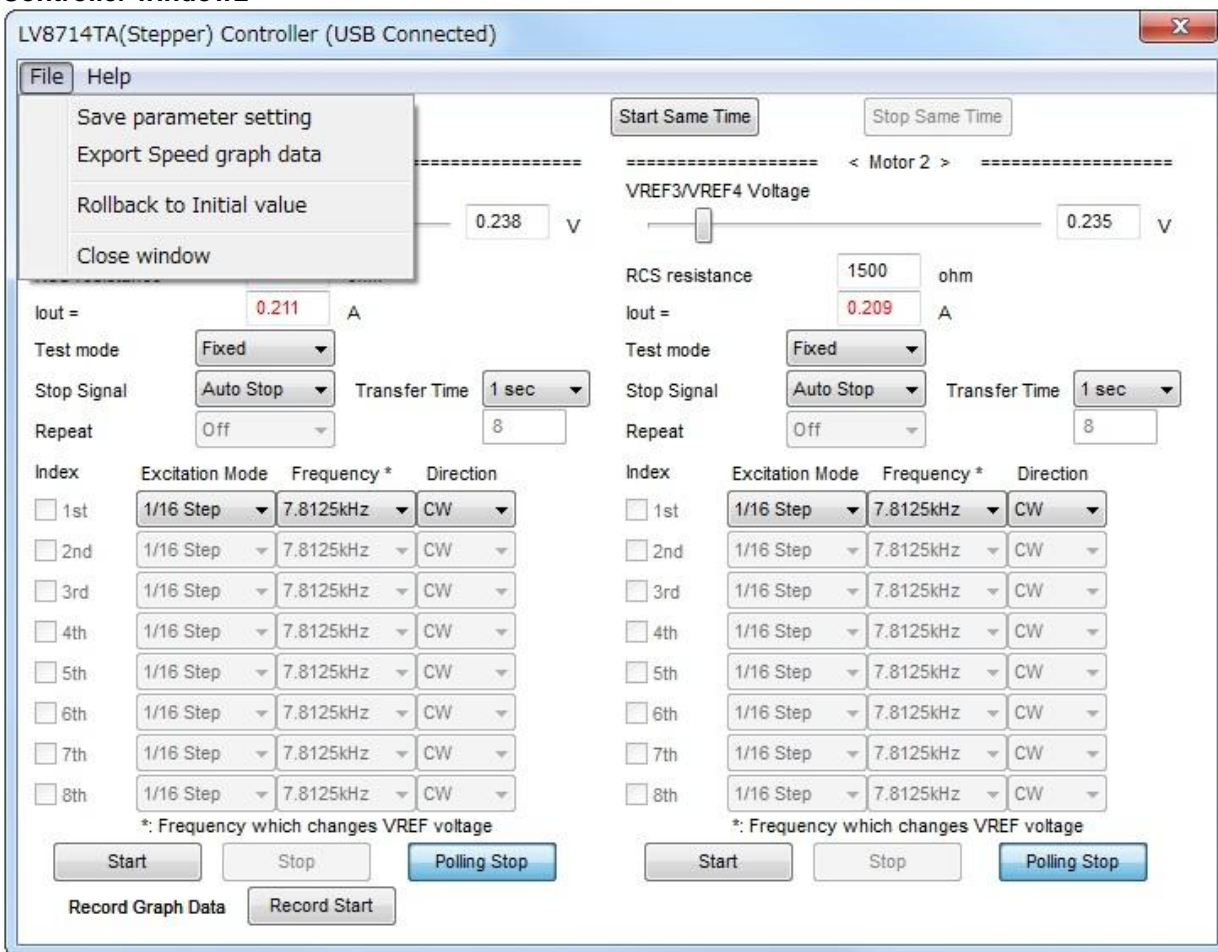 LV8714TA(Stepper) Controller (USB Connected)
File Help
Save parameter setting
Export Speed graph data
Rollback to Initial value
Close window
Start Same Time Stop Same Time
=================== =================== < Motor 2 > ===================
VREF3/VREF4 Voltage
0.238 V 0.235 V
RCS resistance 1500 ohm
Iout = 0.211 A Iout = 0.209 A
Test mode Fixed Test mode Fixed
Stop Signal Auto Stop Transfer Time 1 sec Stop Signal Auto Stop Transfer Time 1 sec
Repeat Off 8 Repeat Off 8
Index Excitation Mode Frequency * Direction Index Excitation Mode Frequency * Direction
1st 1/16 Step 7.8125kHz CW 1st 1/16 Step 7.8125kHz CW
2nd 1/16 Step 7.8125kHz CW 2nd 1/16 Step 7.8125kHz CW
3rd 1/16 Step 7.8125kHz CW 3rd 1/16 Step 7.8125kHz CW
4th 1/16 Step 7.8125kHz CW 4th 1/16 Step 7.8125kHz CW
5th 1/16 Step 7.8125kHz CW 5th 1/16 Step 7.8125kHz CW
6th 1/16 Step 7.8125kHz CW 6th 1/16 Step 7.8125kHz CW
7th 1/16 Step 7.8125kHz CW 7th 1/16 Step 7.8125kHz CW
8th 1/16 Step 7.8125kHz CW 8th 1/16 Step 7.8125kHz CW
*: Frequency which changes VREF voltage *: Frequency which changes VREF voltage
Start Stop Polling Stop Start Stop Polling Stop
Record Graph Data Record Start